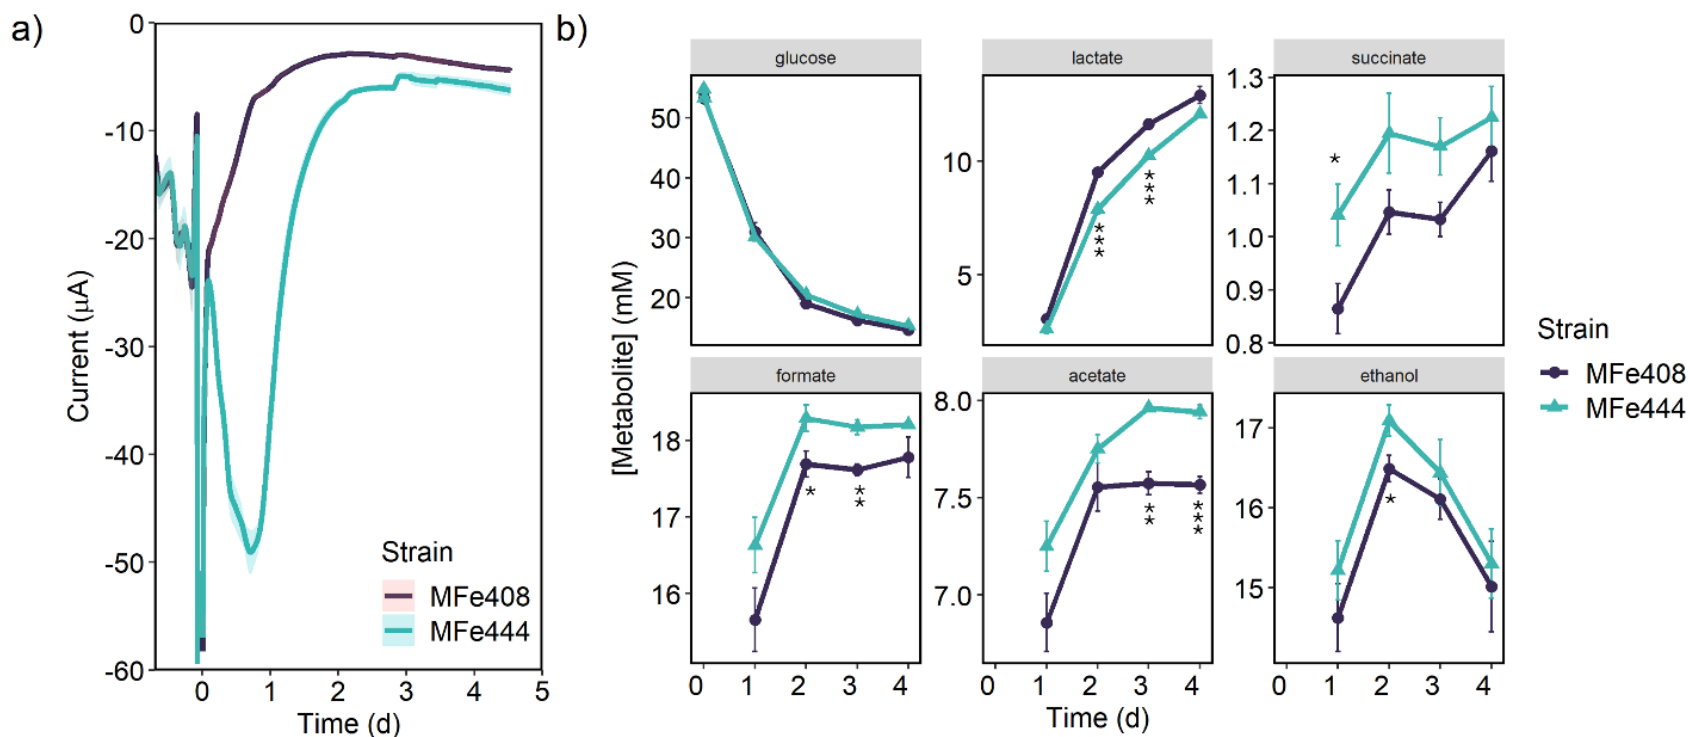 a)
0
-10
-20
-30
-40
-50
-60
Current (µA)
0 1 2 3 4 5
Time (d)
Strain
MFe408
MFe444
b)
[Metabolite] (mM)
glucose
50
40
30
20
lactate
10
5
***
***
succinate
1.3
1.2
1.1
1.0
0.9
0.8
*
formate
18
17
16
*
**
0 1 2 3 4
acetate
8.0
7.5
7.0
**
***
0 1 2 3 4
ethanol
17
16
15
*
0 1 2 3 4
Time (d)
Strain
MFe408
MFe444